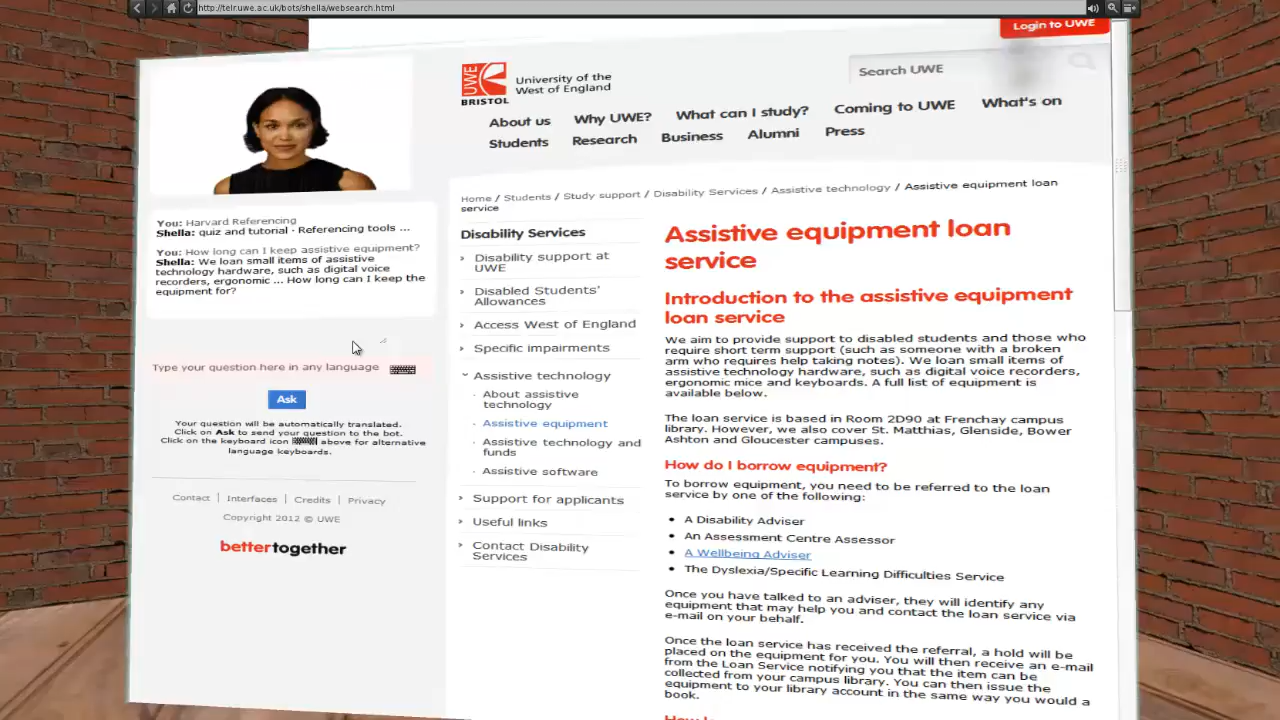 http://telr.uwe.ac.uk/bots/shella/websearch.html
Login to UWE
UWE
BRISTOL
University of the
West of England
Search UWE
About us Why UWE? What can I study? Coming to UWE What's on
Students Research Business Alumni Press
You: Harvard Referencing
Shella: quiz and tutorial · Referencing tools ...
You: How long can I keep assistive equipment?
Shella: We loan small items of assistive
technology hardware, such as digital voice
recorders, ergonomic ... How long can I keep the
equipment for?
Type your question here in any language
Ask
Your question will be automatically translated.
Click on Ask to send your question to the bot.
Click on the keyboard icon above for alternative
language keyboards.
Contact | Interfaces | Credits | Privacy
Copyright 2012 © UWE
bettertogether
Home / Students / Study support / Disability Services / Assistive technology / Assistive equipment loan
service
Disability Services
Disability support at
UWE
Disabled Students'
Allowances
Access West of England
Specific impairments
Assistive technology
About assistive
technology
Assistive equipment
Assistive technology and
funds
Assistive software
Support for applicants
Useful links
Contact Disability
Services
Assistive equipment loan
service
Introduction to the assistive equipment
loan service
We aim to provide support to disabled students and those who
require short term support (such as someone with a broken
arm who requires help taking notes). We loan small items of
assistive technology hardware, such as digital voice recorders,
ergonomic mice and keyboards. A full list of equipment is
available below.
The loan service is based in Room 2D90 at Frenchay campus
library. However, we also cover St. Matthias, Glenside, Bower
Ashton and Gloucester campuses.
How do I borrow equipment?
To borrow equipment, you need to be referred to the loan
service by one of the following:
• A Disability Adviser
• An Assessment Centre Assessor
• A Wellbeing Adviser
• The Dyslexia/Specific Learning Difficulties Service
Once you have talked to an adviser, they will identify any
equipment that may help you and contact the loan service via
e-mail on your behalf.
Once the loan service has received the referral, a hold will be
placed on the equipment for you. You will then receive an e-mail
from the Loan Service notifying you that the item can be
collected from your campus library. You can then issue the
equipment to your library account in the same way you would a
book.